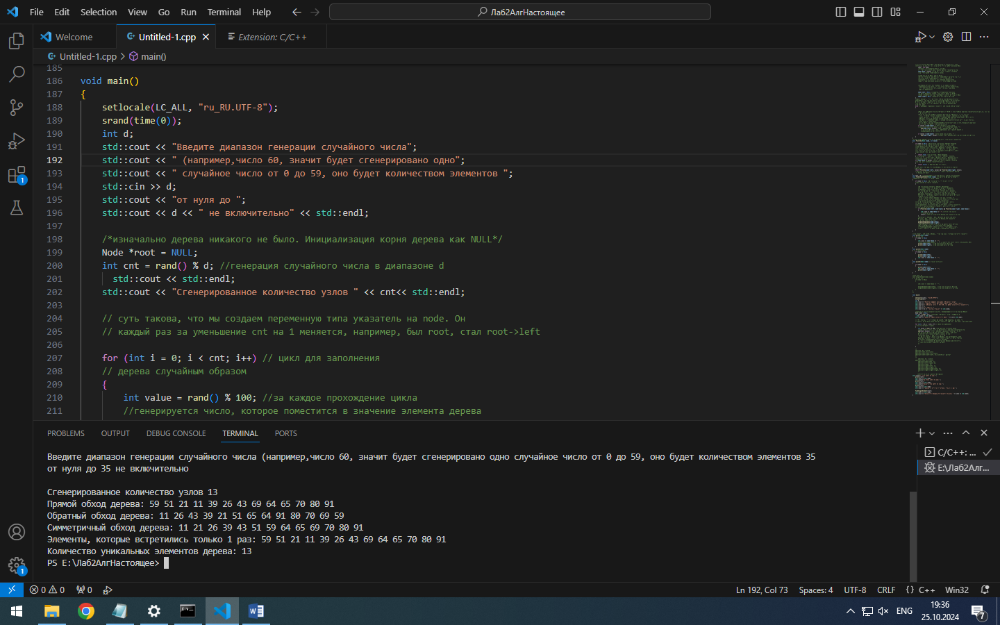 File Edit Selection View Go Run Terminal Help
Лаб2АлгНастоящее
Welcome
Untitled-1.cpp
Extension: C/C++
Untitled-1.cpp > main()
185
186 void main()
187 {
188 setlocale(LC_ALL, "ru_RU.UTF-8");
189 srand(time(0));
190 int d;
191 std::cout << "Введите диапазон генерации случайного числа";
192 std::cout << " (например,число 60, значит будет сгенерировано одно";
193 std::cout << " случайное число от 0 до 59, оно будет количеством элементов ";
194 std::cin >> d;
195 std::cout << "от нуля до ";
196 std::cout << d << " не включительно" << std::endl;
197
198 /*изначально дерева никакого не было. Инициализация корня дерева как NULL*/
199 Node *root = NULL;
200 int cnt = rand() % d; //генерация случайного числа в диапазоне d
201 std::cout << std::endl;
202 std::cout << "Сгенерированное количество узлов " << cnt<< std::endl;
203
204 // суть такова, что мы создаем переменную типа указатель на node. Он
205 // каждый раз за уменьшение cnt на 1 меняется, например, был root, стал root->left
206
207 for (int i = 0; i < cnt; i++) // цикл для заполнения
208 // дерева случайным образом
209 {
210 int value = rand() % 100; //за каждое прохождение цикла
211 //генерируется число, которое поместится в значение элемента дерева
PROBLEMS OUTPUT DEBUG CONSOLE TERMINAL PORTS
Введите диапазон генерации случайного числа (например,число 60, значит будет сгенерировано одно случайное число от 0 до 59, оно будет количеством элементов 35
от нуля до 35 не включительно
Сгенерированное количество узлов 13
Прямой обход дерева: 59 51 21 11 39 26 43 69 64 65 70 80 91
Обратный обход дерева: 11 26 43 39 21 51 65 64 91 80 70 69 59
Симметричный обход дерева: 11 21 26 39 43 51 59 64 65 69 70 80 91
Элементы, которые встретились только 1 раз: 59 51 21 11 39 26 43 69 64 65 70 80 91
Количество уникальных элементов дерева: 13
PS E:\Лаб2АлгНастоящее>
C/C++: ...
E:\Лаб2Алг...
1
1
0 0 0
Ln 192, Col 73 Spaces: 4 UTF-8 CRLF {} C++ Win32
ENG
19:36
25.10.2024
7